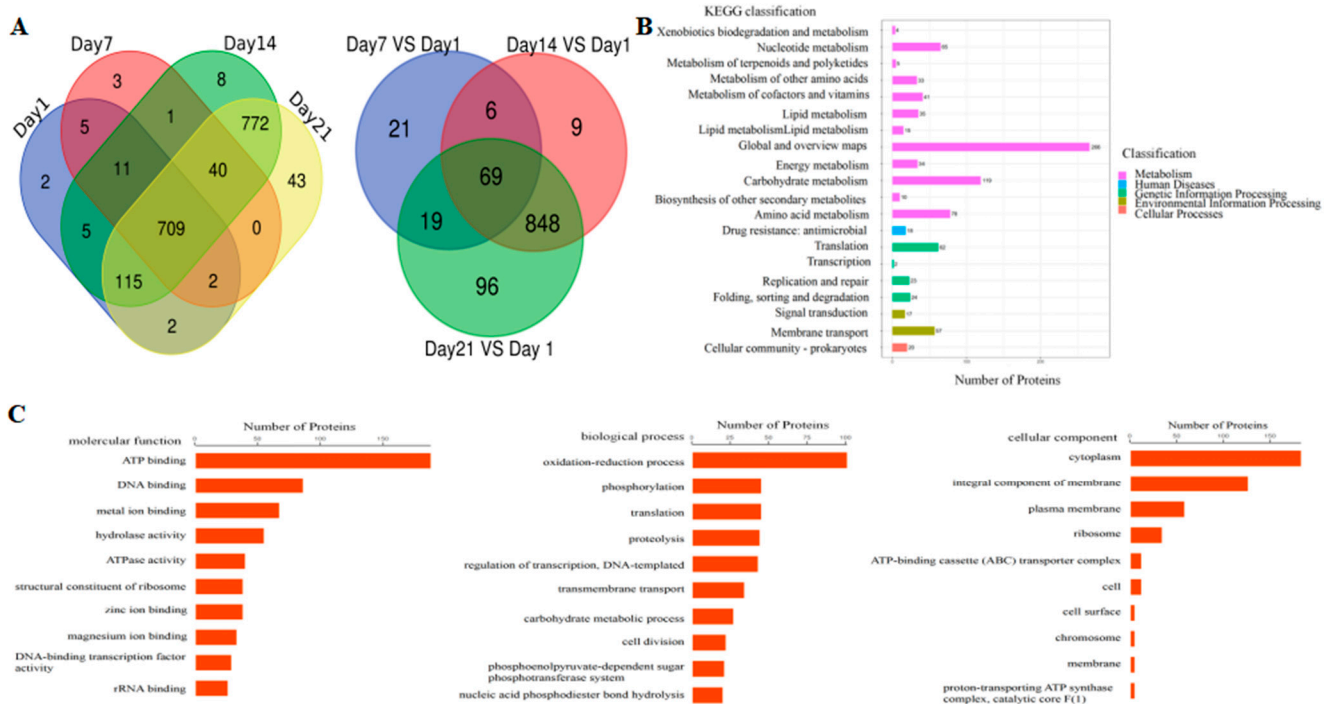 A
Day1
Day7
Day14
Day21
3
8
5
1
772
2
11
40
43
5
709
0
115
2
2
Day7 VS Day1
Day14 VS Day1
21
6
9
69
19
848
96
Day21 VS Day 1
B
KEGG classification
Xenobiotics biodegradation and metabolism
Nucleotide metabolism
Metabolism of terpenoids and polyketides
Metabolism of other amino acids
Metabolism of cofactors and vitamins 41
Lipid metabolism
Lipid metabolismLipid metabolism
Global and overview maps
Energy metabolism
Carbohydrate metabolism
Biosynthesis of other secondary metabolites
Amino acid metabolism
Drug resistance: antimicrobial
Translation
Transcription
Replication and repair 23
Folding, sorting and degradation 24
Signal transduction 17
Membrane transport
Cellular community - prokaryotes
0 100 200
Number of Proteins
Classification
Metabolism
Human Diseases
Genetic Information Processing
Environmental Information Processing
Cellular Processes
C
Number of Proteins
molecular function 0 50 100 150
ATP binding
DNA binding
metal ion binding
hydrolase activity
ATPase activity
structural constituent of ribosome
zinc ion binding
magnesium ion binding
DNA-binding transcription factor
activity
rRNA binding
Number of Proteins
biological process 0 25 50 75 100
oxidation-reduction process
phosphorylation
translation
proteolysis
regulation of transcription, DNA-templated
transmembrane transport
carbohydrate metabolic process
cell division
phosphoenolpyruvate-dependent sugar
phosphotransferase system
nucleic acid phosphodiester bond hydrolysis
Number of Proteins
cellular component 0 50 100 150
cytoplasm
integral component of membrane
plasma membrane
ribosome
ATP-binding cassette (ABC) transporter complex
cell
cell surface
chromosome
membrane
proton-transporting ATP synthase
complex, catalytic core F(1)